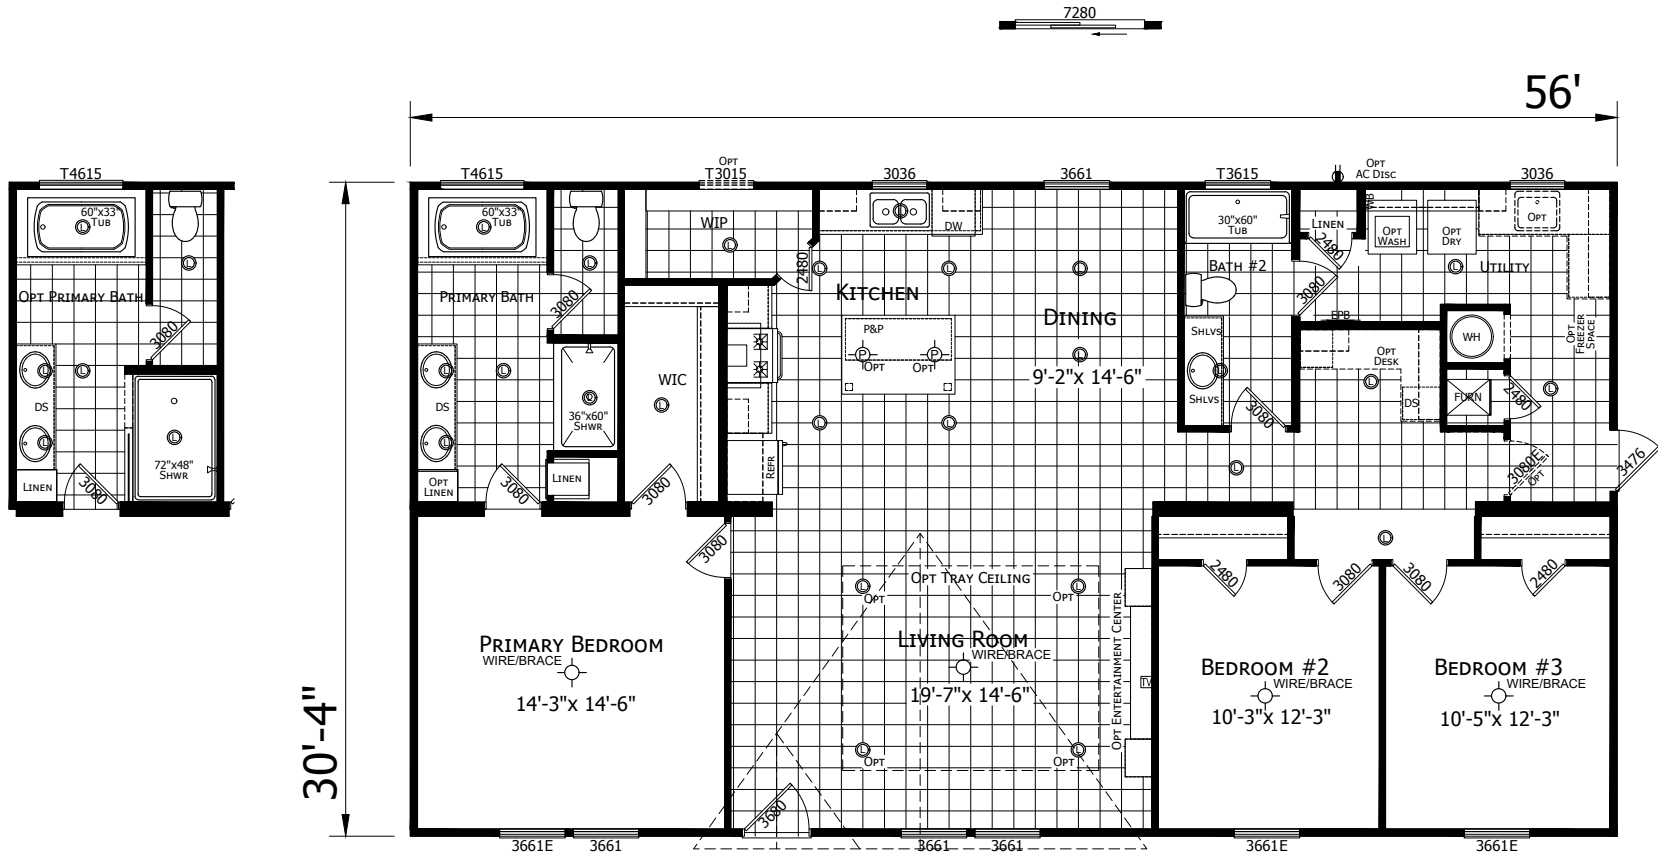 7280
56'
30'-4"
T4615
60"x33"
TUB
OPT PRIMARY BATH
3080
DS
72"x48"
SHWR
LINEN
3080
T4615
OPT
T3015
3036
3661
T3615
OPT
AC DISC
3036
60"x33"
TUB
WIP
DW
30"x60"
TUB
LINEN
OPT
WASH
OPT
DRY
OPT
2480
2480
PRIMARY BATH
3080
KITCHEN
BATH #2
3080
UTILITY
DINING
9'-2"x 14'-6"
P&P
OPT
OPT
EPB
SHLVS
SHLVS
OPT
DESK
DS
WH
FURN
2480
OPT
FREEZER
SPACE
WIC
DS
36"x60"
SHWR
3080
REFR
OPT
LINEN
LINEN
3080
3080
3080E
OPT
3476
3080
OPT TRAY CEILING
OPT
OPT
2480
3080
3080
2480
PRIMARY BEDROOM
WIRE/BRACE
14'-3"x 14'-6"
LIVING ROOM
WIRE/BRACE
19'-7"x 14'-6"
OPT ENTERTAINMENT CENTER
TV
BEDROOM #2
WIRE/BRACE
10'-3"x 12'-3"
BEDROOM #3
WIRE/BRACE
10'-5"x 12'-3"
OPT
OPT
3680
3661E
3661
3661
3661
3661E
3661E